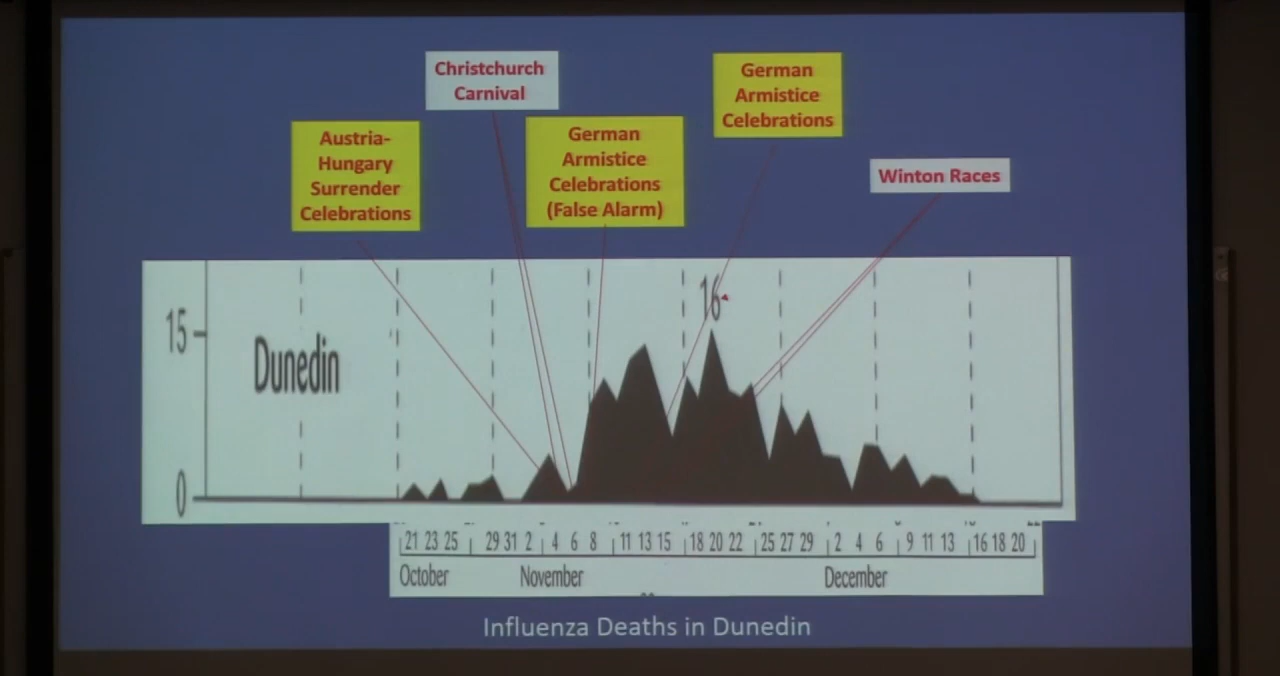 Christchurch
Carnival
German
Armistice
Celebrations
Austria-
Hungary
Surrender
Celebrations
German
Armistice
Celebrations
(False Alarm)
Winton Races
16
15
Dunedin
0
21 23 25 29 31 2 4 6 8 11 13 15 18 20 22 25 27 29 2 4 6 9 11 13 16 18 20
October November December
Influenza Deaths in Dunedin